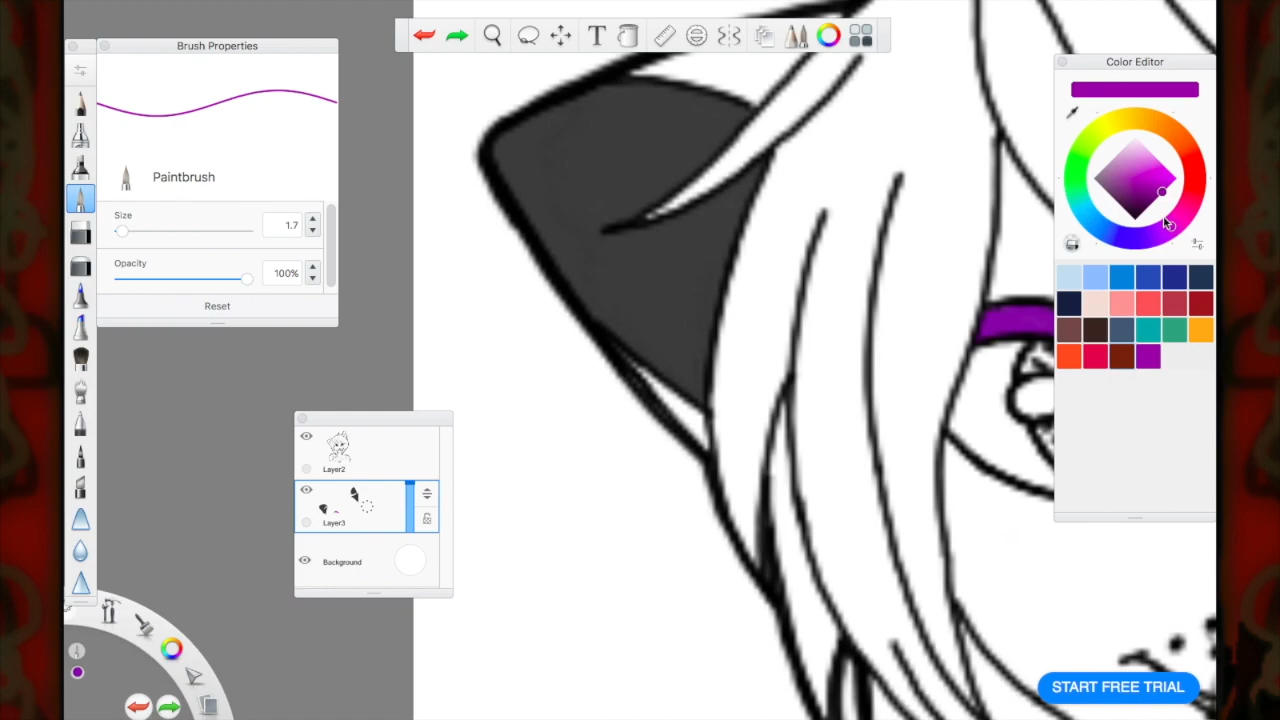 Brush Properties
Paintbrush
Size
1.7
Opacity
100%
Reset
T
Color Editor
Layer2
Layer3
Background
START FREE TRIAL